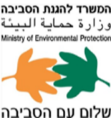 המשרד להגנת הסביבה
وزارة حماية البيئة
Ministry of Environmental Protection
שלום עם הסביבה